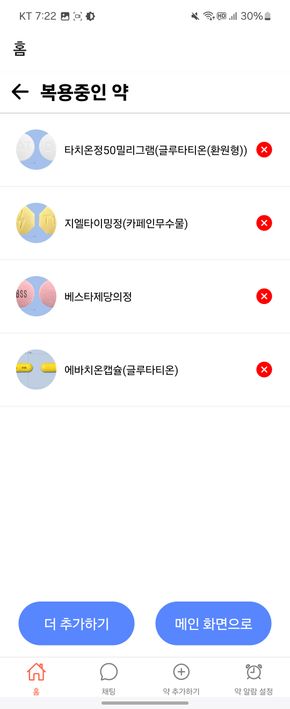 KT 7:22 30%
홈
복용중인 약
타치온정50밀리그램(글루타티온(환원형))
지엘타이밍정(카페인무수물)
BSS
베스타제당의정
에바치온캡슐(글루타티온)
더 추가하기 메인 화면으로
홈 채팅 약 추가하기 약 알람 설정